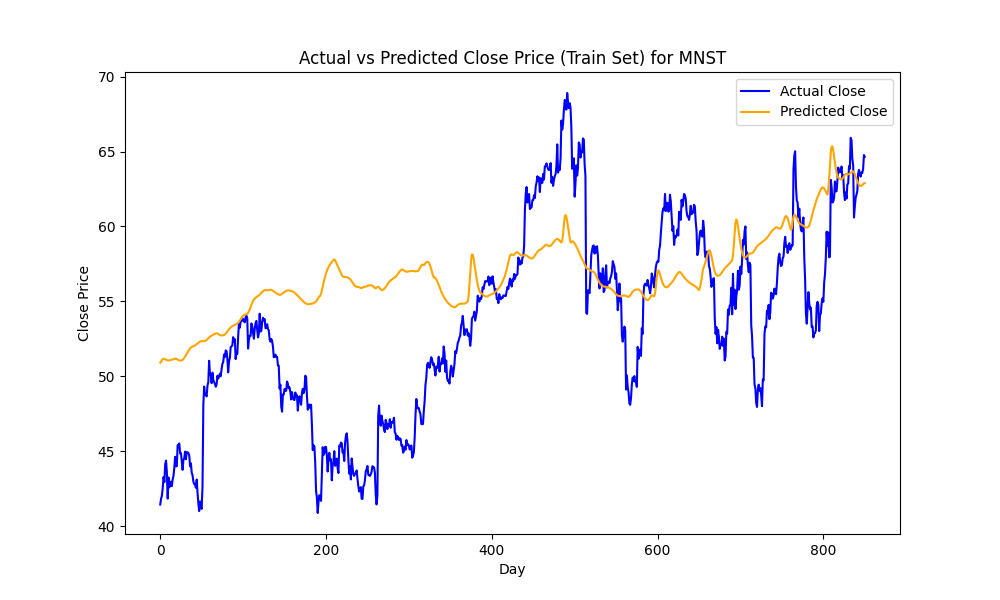 Actual vs Predicted Close Price (Train Set) for MNST
Actual Close
Predicted Close
Close Price
70
65
60
55
50
45
40
0 200 400 600 800
Day